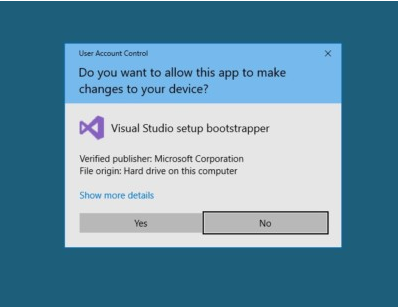 User Account Control
Do you want to allow this app to make
changes to your device?
Visual Studio setup bootstrapper
Verified publisher: Microsoft Corporation
File origin: Hard drive on this computer
Show more details
Yes
No